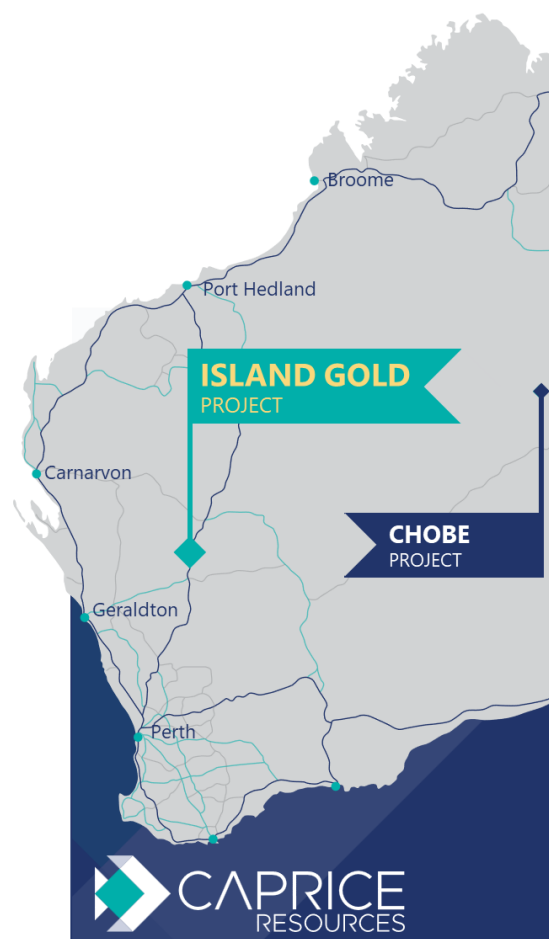 Broome
Port Hedland
ISLAND GOLD
PROJECT
Carnarvon
CHOBE
PROJECT
Geraldton
Perth
CAPRICE
RESOURCES